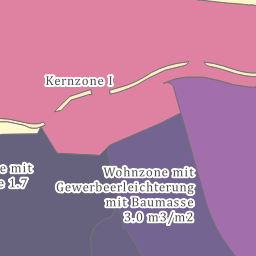 Kernzone I
e mit
e 1.7
Wohnzone mit
Gewerbeerleichterung
mit Baumasse
3.0 m3/m2